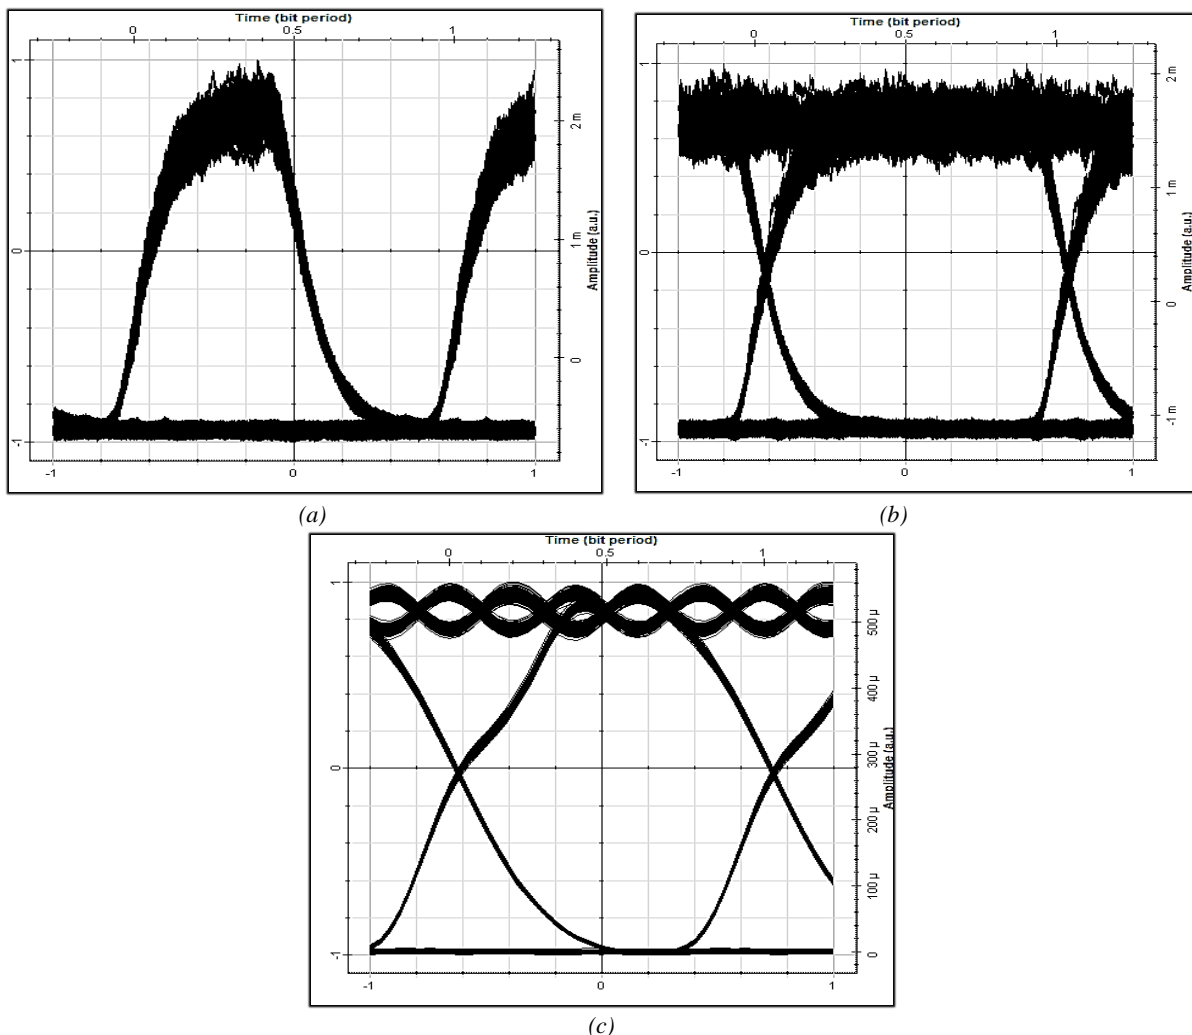 Time (bit period)
0 0.5 1
1
0
-1
2 m
1 m
0
Amplitude (a.u.)
-1 0 1
(a)
Time (bit period)
0 0.5 1
1
0
-1
2 m
1 m
0
-1 m
Amplitude (a.u.)
-1 0 1
(b)
Time (bit period)
0 0.5 1
1
0
-1
500 µ
400 µ
300 µ
200 µ
100 µ
0
Amplitude (a.u.)
-1 0 1
(c)